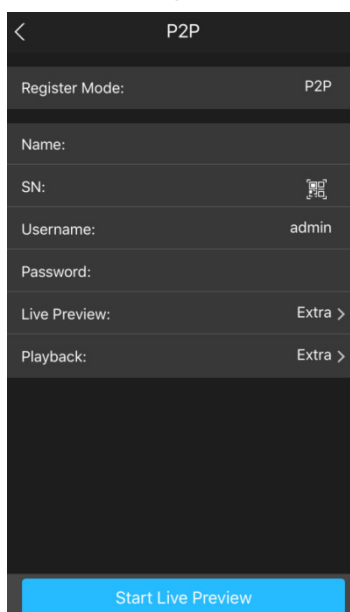 P2P
Register Mode: P2P
Name:
SN:
Username: admin
Password:
Live Preview: Extra
Playback: Extra
Start Live Preview